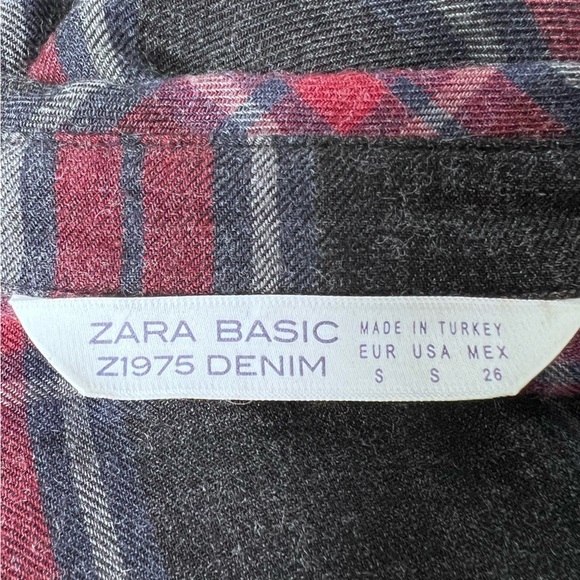 ZARA BASIC
Z1975 DENIM
MADE IN TURKEY
EUR USA MEX
S S 26